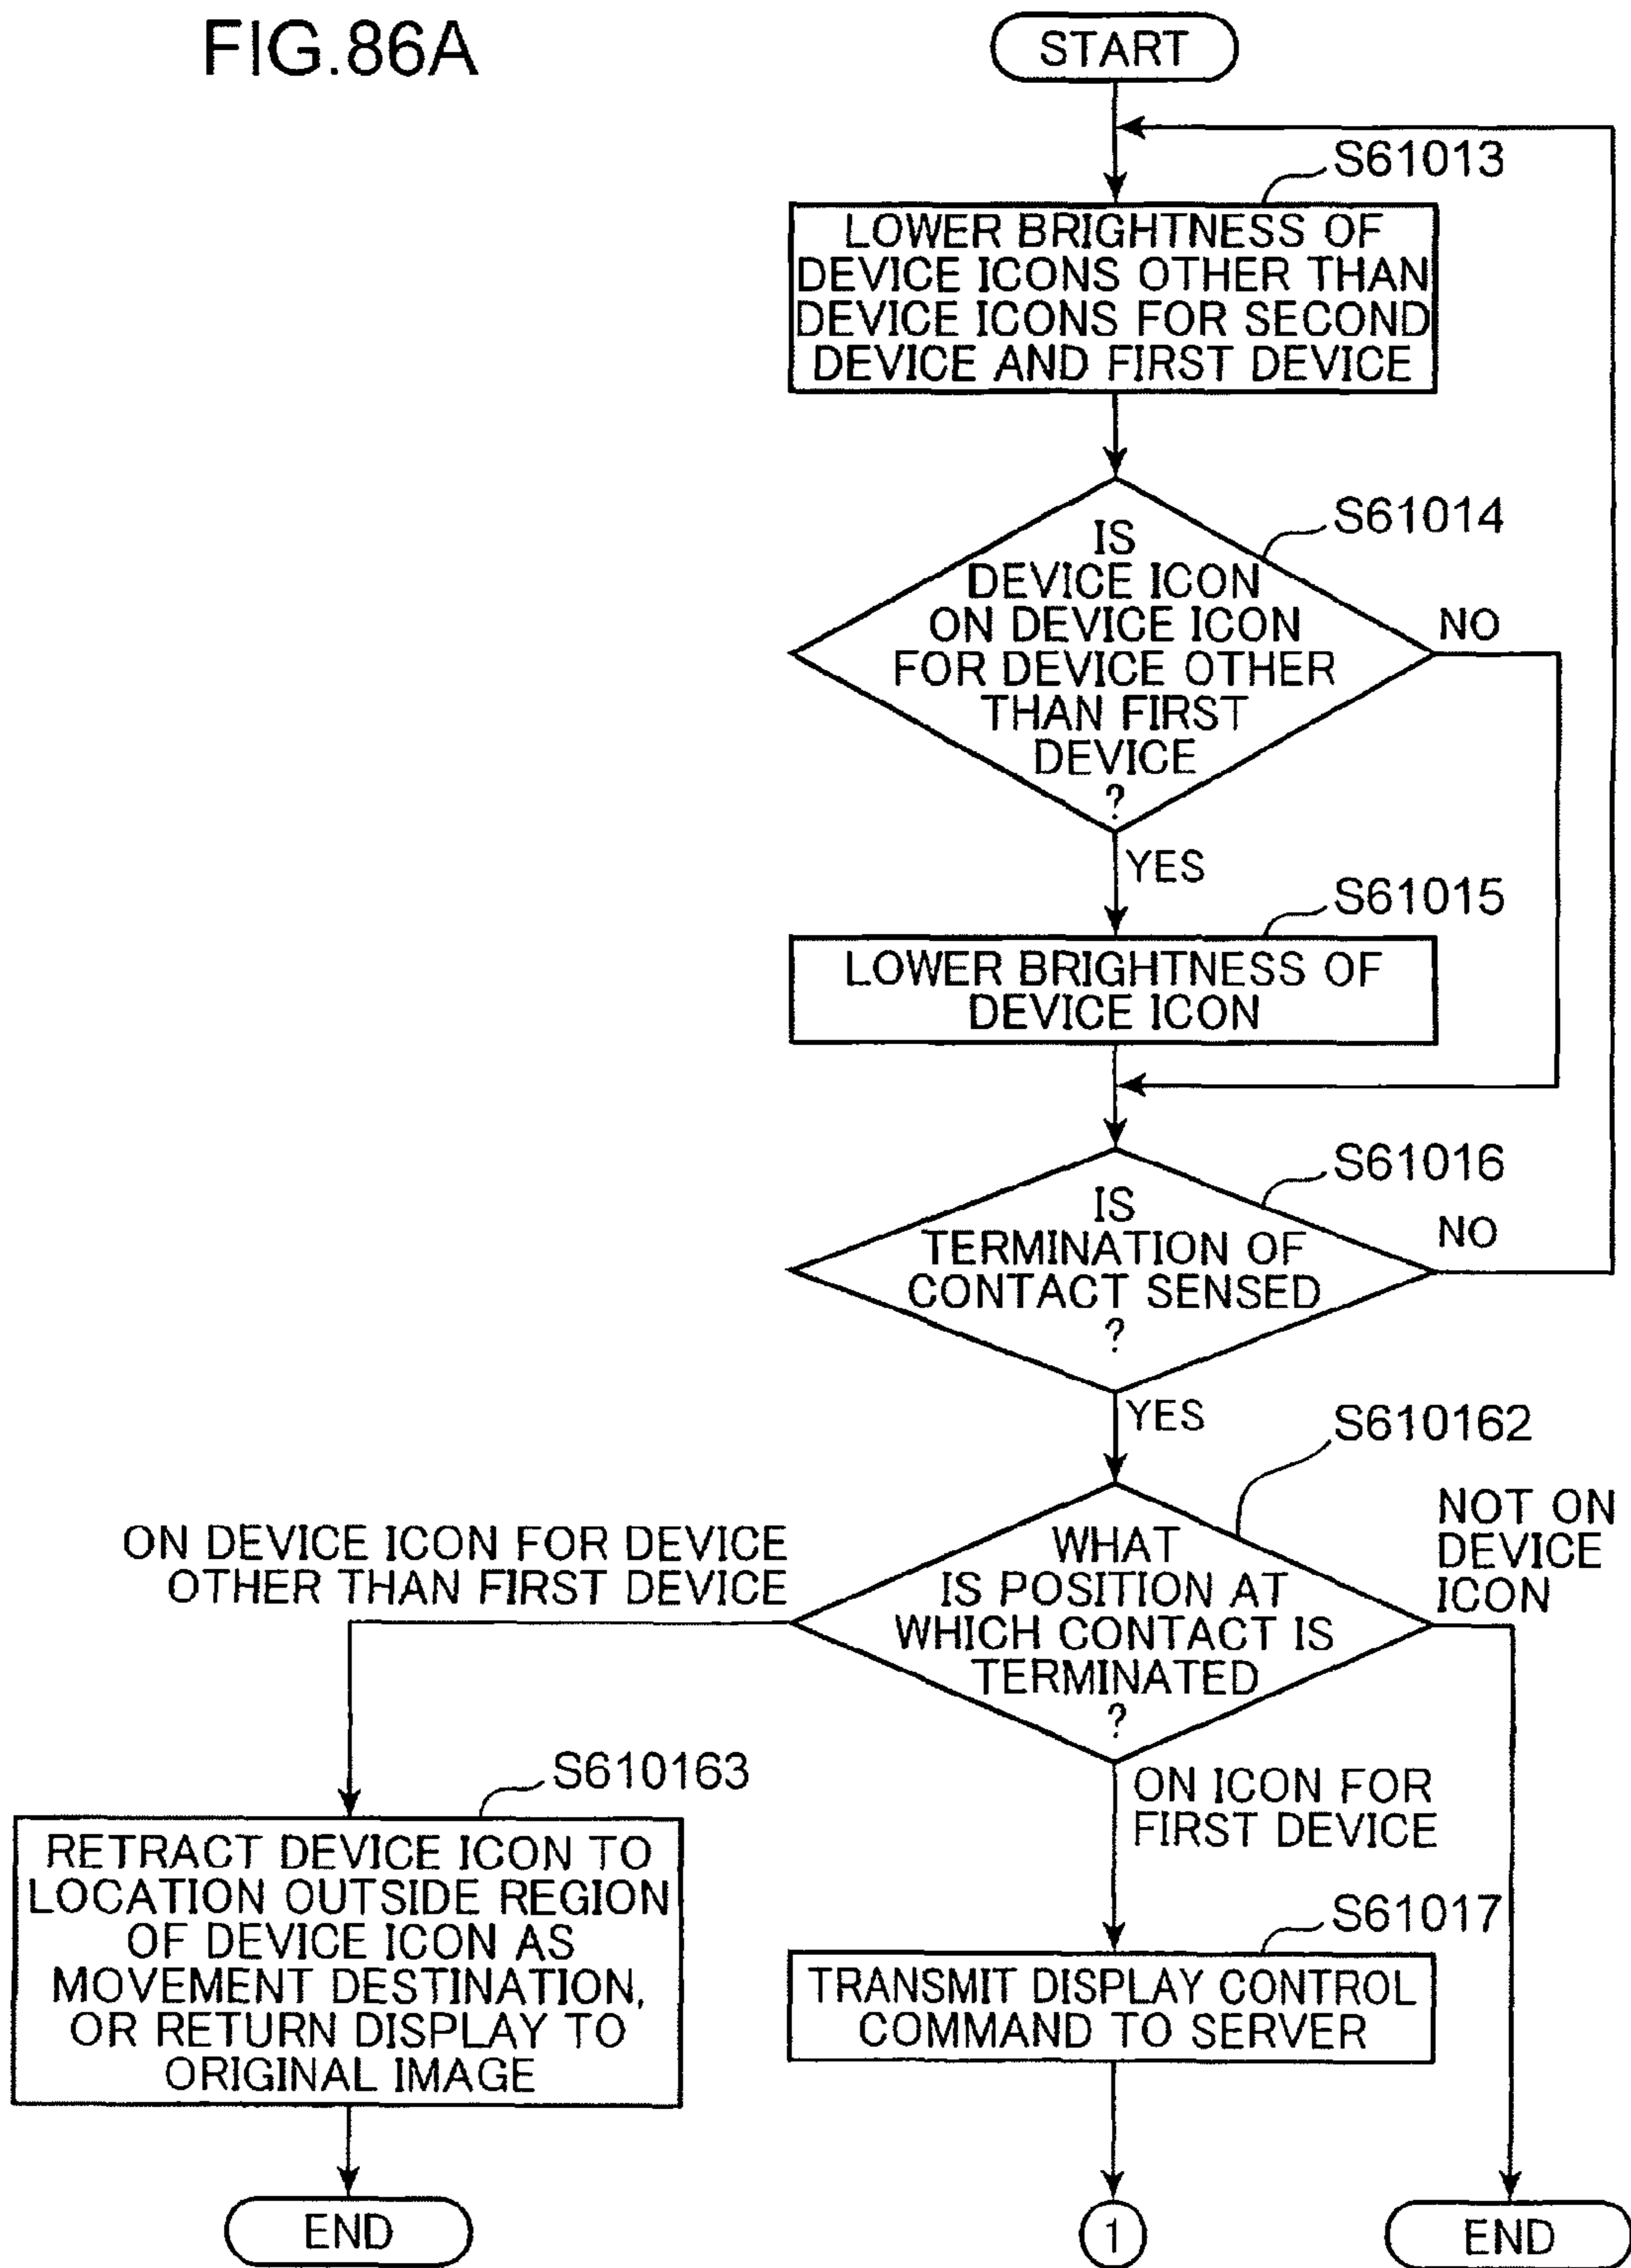 FIG.86A
START
S61013
LOWER BRIGHTNESS OF
DEVICE ICONS OTHER THAN
DEVICE ICONS FOR SECOND
DEVICE AND FIRST DEVICE
S61014
IS
DEVICE ICON
ON DEVICE ICON
FOR DEVICE OTHER
THAN FIRST
DEVICE
?
NO
YES
S61015
LOWER BRIGHTNESS OF
DEVICE ICON
S61016
IS
TERMINATION OF
CONTACT SENSED
?
NO
YES
S610162
WHAT
IS POSITION AT
WHICH CONTACT IS
TERMINATED
?
ON DEVICE ICON FOR DEVICE
OTHER THAN FIRST DEVICE
NOT ON
DEVICE
ICON
ON ICON FOR
FIRST DEVICE
S610163
RETRACT DEVICE ICON TO
LOCATION OUTSIDE REGION
OF DEVICE ICON AS
MOVEMENT DESTINATION,
OR RETURN DISPLAY TO
ORIGINAL IMAGE
S61017
TRANSMIT DISPLAY CONTROL
COMMAND TO SERVER
END
1
END